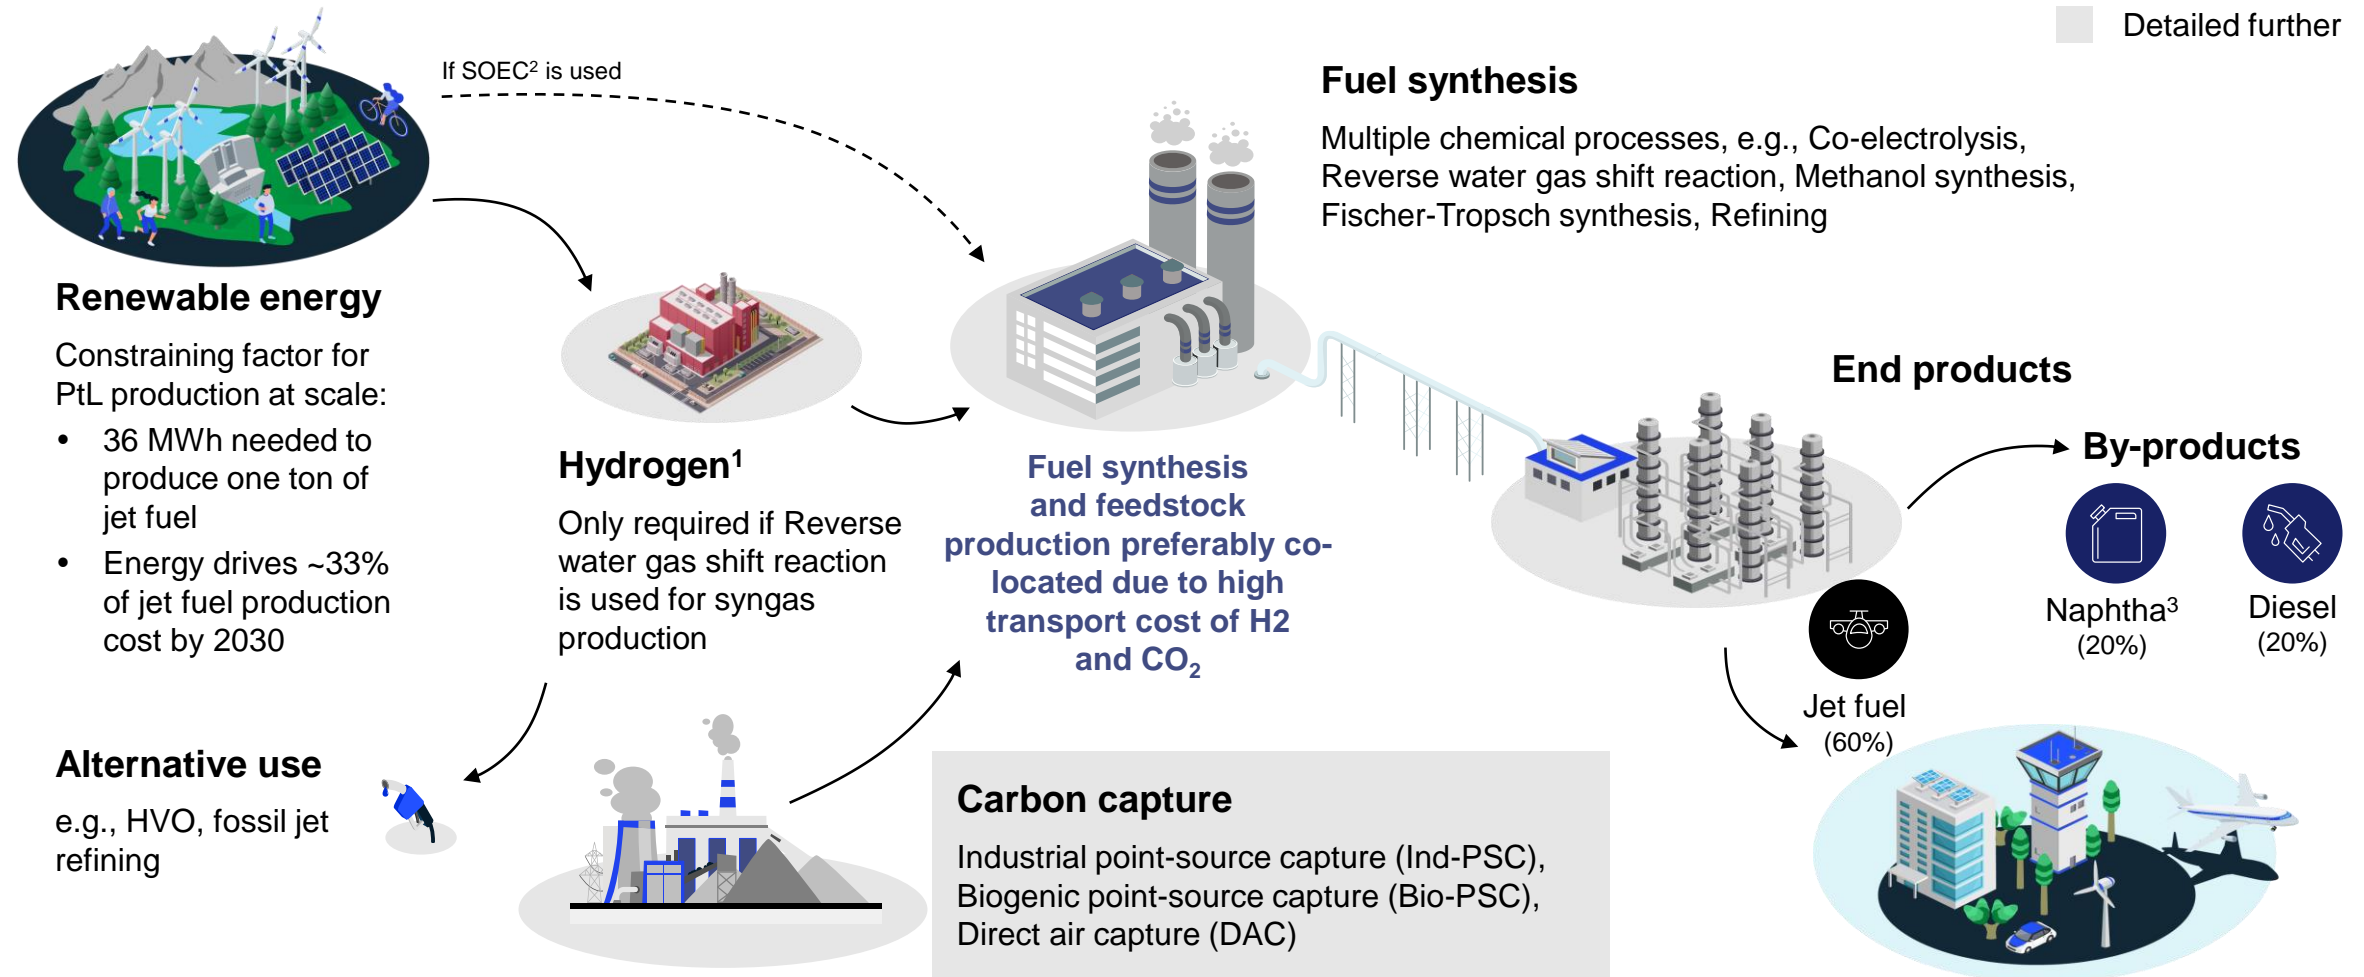 Detailed further
If SOEC² is used
Fuel synthesis
Multiple chemical processes, e.g., Co-electrolysis,
Reverse water gas shift reaction, Methanol synthesis,
Fischer-Tropsch synthesis, Refining
Renewable energy
Constraining factor for
PtL production at scale:
• 36 MWh needed to
produce one ton of
jet fuel
• Energy drives ~33%
of jet fuel production
cost by 2030
Hydrogen¹
Only required if Reverse
water gas shift reaction
is used for syngas
production
Fuel synthesis
and feedstock
production preferably co-
located due to high
transport cost of H2
and CO₂
End products
By-products
Naphtha³
(20%)
Diesel
(20%)
Jet fuel
(60%)
Alternative use
e.g., HVO, fossil jet
refining
Carbon capture
Industrial point-source capture (Ind-PSC),
Biogenic point-source capture (Bio-PSC),
Direct air capture (DAC)